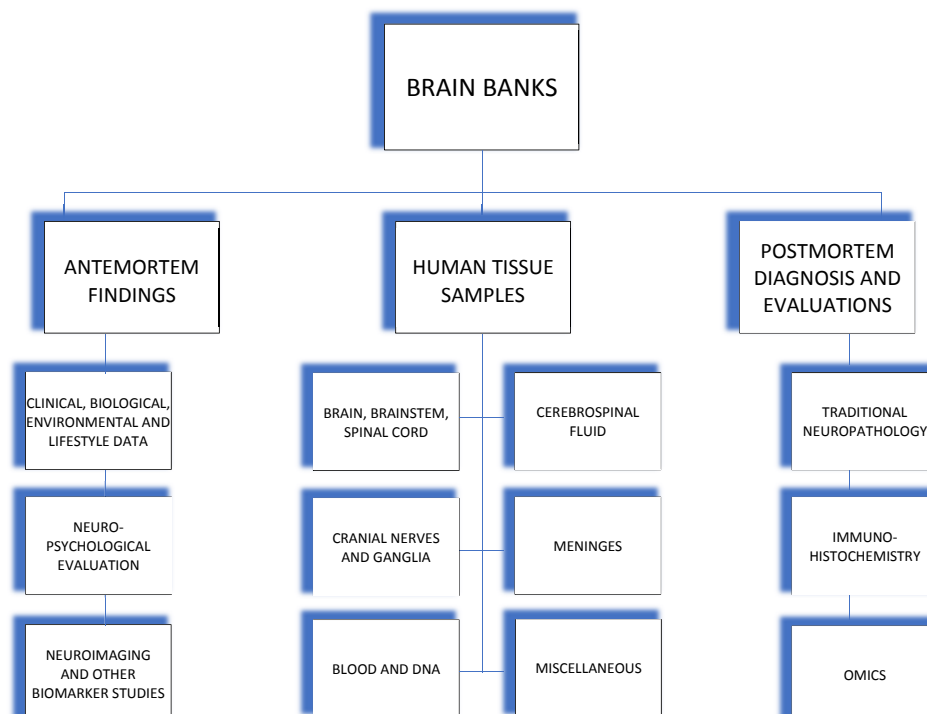 BRAIN BANKS
ANTEMORTEM
FINDINGS
HUMAN TISSUE
SAMPLES
POSTMORTEM
DIAGNOSIS AND
EVALUATIONS
CLINICAL, BIOLOGICAL,
ENVIRONMENTAL AND
LIFESTYLE DATA
NEURO-
PSYCHOLOGICAL
EVALUATION
NEUROIMAGING
AND OTHER
BIOMARKER STUDIES
BRAIN, BRAINSTEM,
SPINAL CORD
CEREBROSPINAL
FLUID
CRANIAL NERVES
AND GANGLIA
MENINGES
BLOOD AND DNA
MISCELLANEOUS
TRADITIONAL
NEUROPATHOLOGY
IMMUNO-
HISTOCHEMISTRY
OMICS